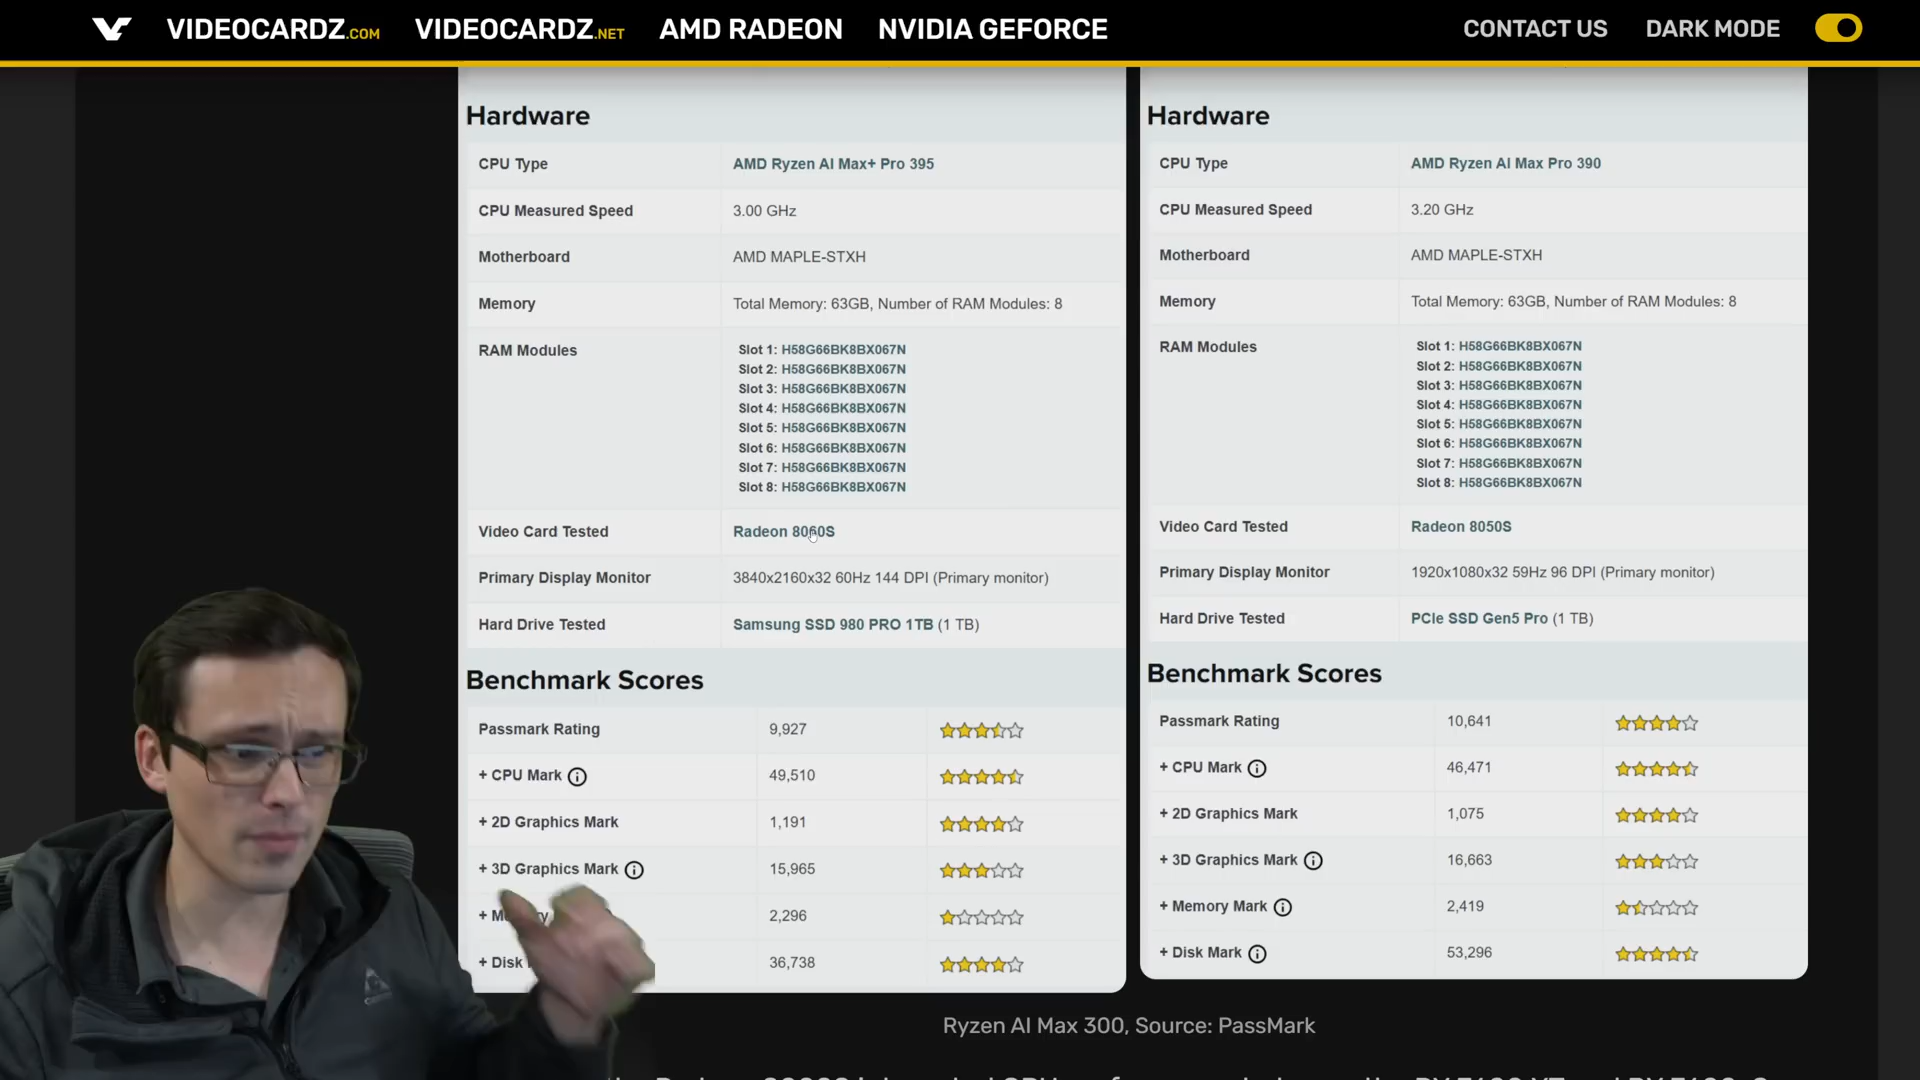 VIDEOCARDZ.COM VIDEOCARDZ.NET AMD RADEON NVIDIA GEFORCE CONTACT US DARK MODE
Hardware
CPU Type AMD Ryzen AI Max+ Pro 395
CPU Measured Speed 3.00 GHz
Motherboard AMD MAPLE-STXH
Memory Total Memory: 63GB, Number of RAM Modules: 8
RAM Modules
Slot 1: H58G66BK8BX067N
Slot 2: H58G66BK8BX067N
Slot 3: H58G66BK8BX067N
Slot 4: H58G66BK8BX067N
Slot 5: H58G66BK8BX067N
Slot 6: H58G66BK8BX067N
Slot 7: H58G66BK8BX067N
Slot 8: H58G66BK8BX067N
Video Card Tested Radeon 8060S
Primary Display Monitor 3840x2160x32 60Hz 144 DPI (Primary monitor)
Hard Drive Tested Samsung SSD 980 PRO 1TB (1 TB)
Benchmark Scores
Passmark Rating 9,927
+ CPU Mark 49,510
+ 2D Graphics Mark 1,191
+ 3D Graphics Mark 15,965
+ 2,296
+ Disk 36,738
Hardware
CPU Type AMD Ryzen AI Max Pro 390
CPU Measured Speed 3.20 GHz
Motherboard AMD MAPLE-STXH
Memory Total Memory: 63GB, Number of RAM Modules: 8
RAM Modules
Slot 1: H58G66BK8BX067N
Slot 2: H58G66BK8BX067N
Slot 3: H58G66BK8BX067N
Slot 4: H58G66BK8BX067N
Slot 5: H58G66BK8BX067N
Slot 6: H58G66BK8BX067N
Slot 7: H58G66BK8BX067N
Slot 8: H58G66BK8BX067N
Video Card Tested Radeon 8050S
Primary Display Monitor 1920x1080x32 59Hz 96 DPI (Primary monitor)
Hard Drive Tested PCIe SSD Gen5 Pro (1 TB)
Benchmark Scores
Passmark Rating 10,641
+ CPU Mark 46,471
+ 2D Graphics Mark 1,075
+ 3D Graphics Mark 16,663
+ Memory Mark 2,419
+ Disk Mark 53,296
Ryzen AI Max 300, Source: PassMark